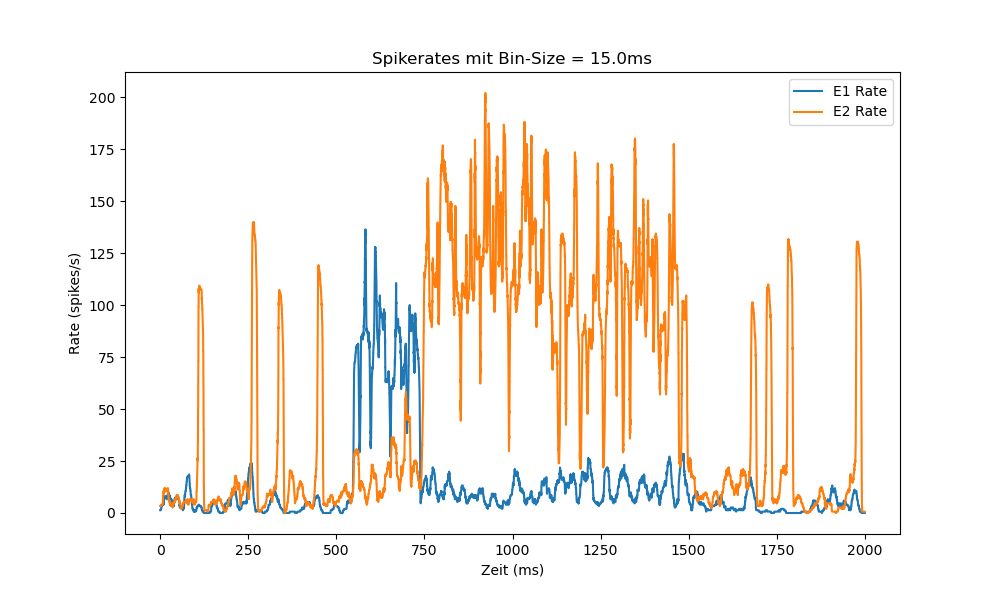 Spikerates mit Bin-Size = 15.0ms
E1 Rate
E2 Rate
Rate (spikes/s)
200
175
150
125
100
75
50
25
0
0 250 500 750 1000 1250 1500 1750 2000
Zeit (ms)